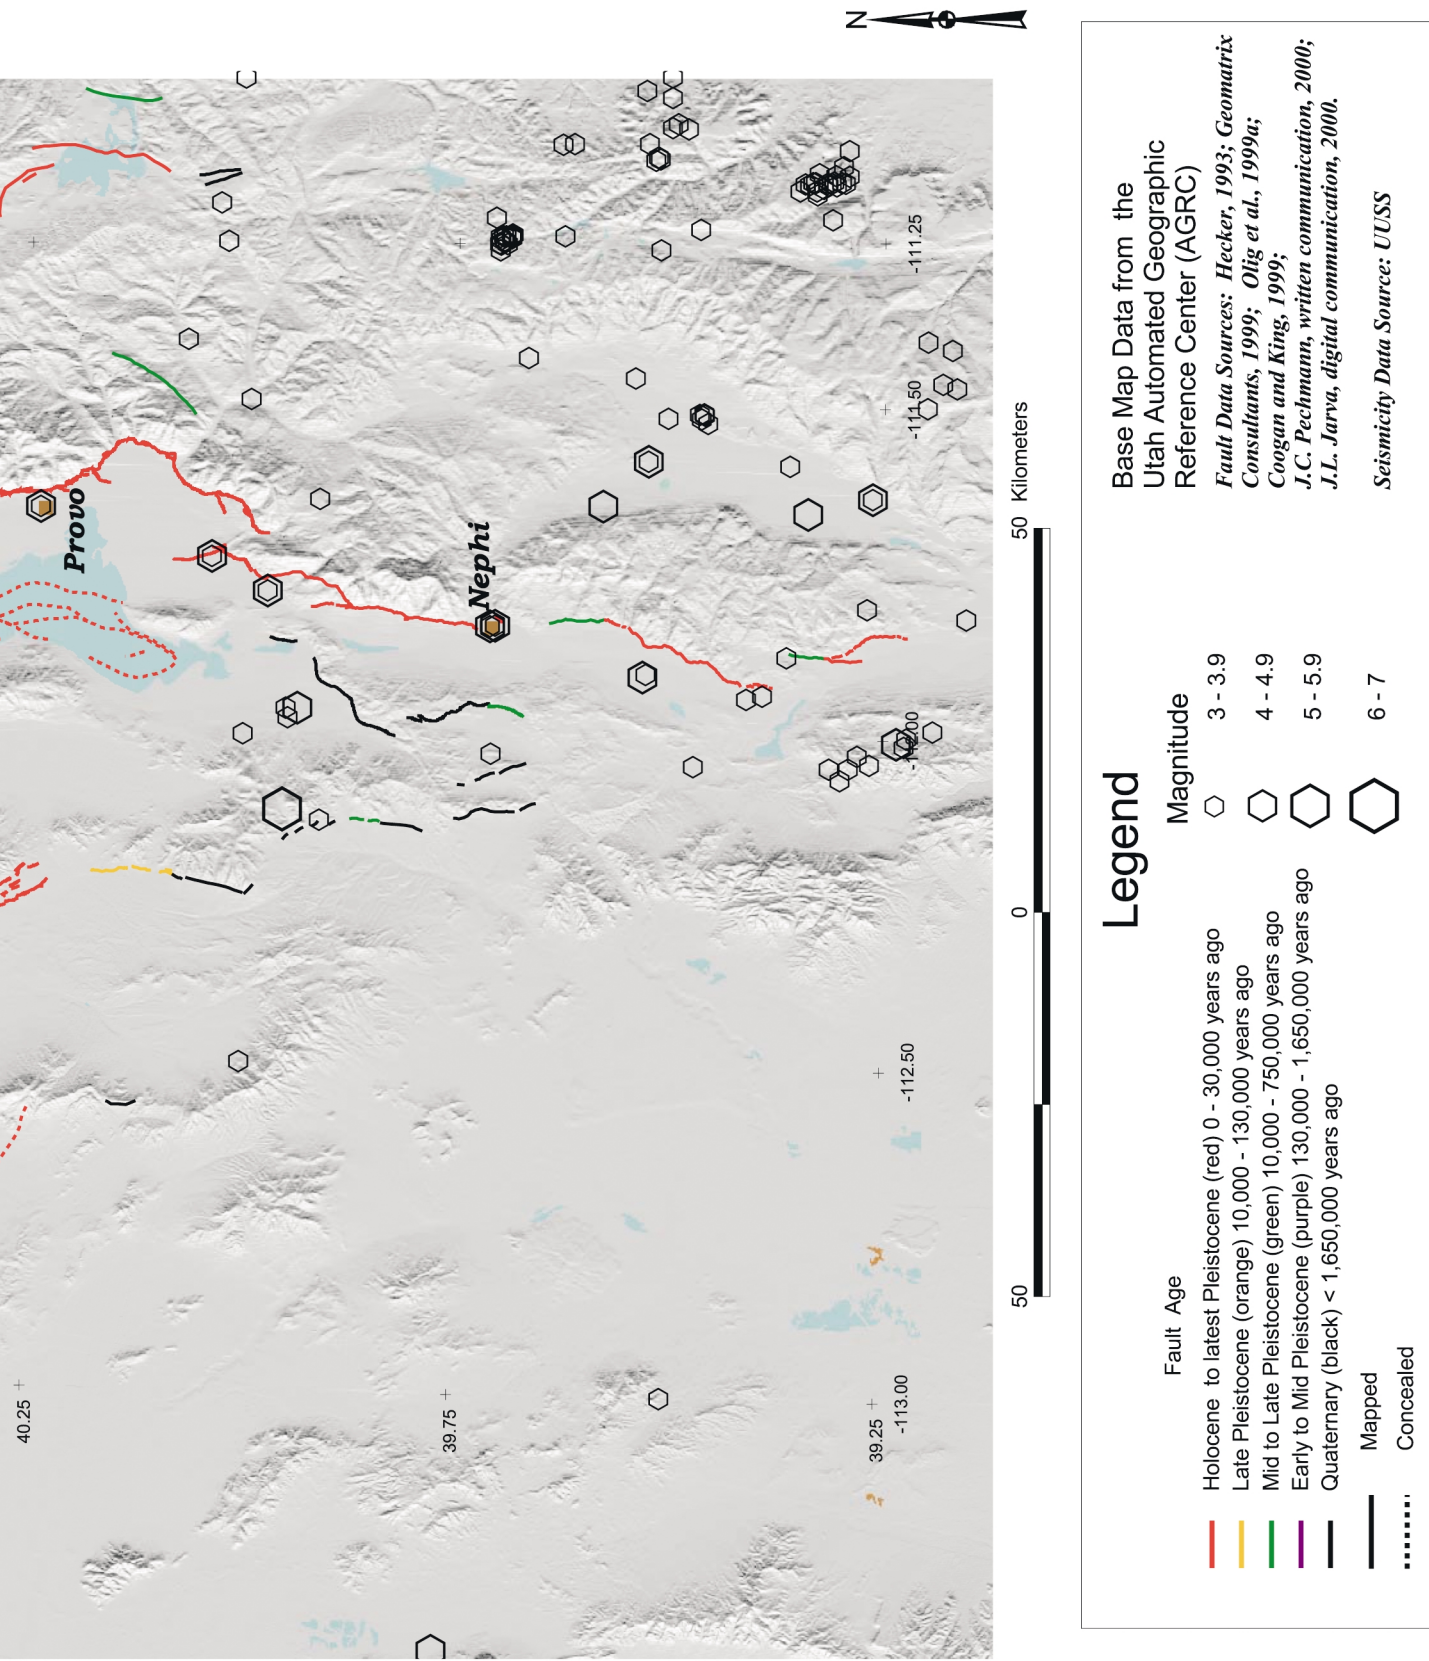 N
Provo
Nephi
40.25
39.75
39.25
-113.00
-112.50
-111.50
-111.25
50
0
50
Kilometers
Legend
Fault Age
Holocene to latest Pleistocene (red) 0 - 30,000 years ago
Late Pleistocene (orange) 10,000 - 130,000 years ago
Mid to Late Pleistocene (green) 10,000 - 750,000 years ago
Early to Mid Pleistocene (purple) 130,000 - 1,650,000 years ago
Quaternary (black) < 1,650,000 years ago
Mapped
Concealed
Magnitude
3 - 3.9
4 - 4.9
5 - 5.9
6 - 7
Base Map Data from the
Utah Automated Geographic
Reference Center (AGRC)
Fault Data Sources: Hecker, 1993; Geomatrix
Consultants, 1999; Olig et al., 1999a;
Coogan and King, 1999;
J.C. Pechmann, written communication, 2000;
J.L. Jarva, digital communication, 2000.
Seismicity Data Source: UUSS